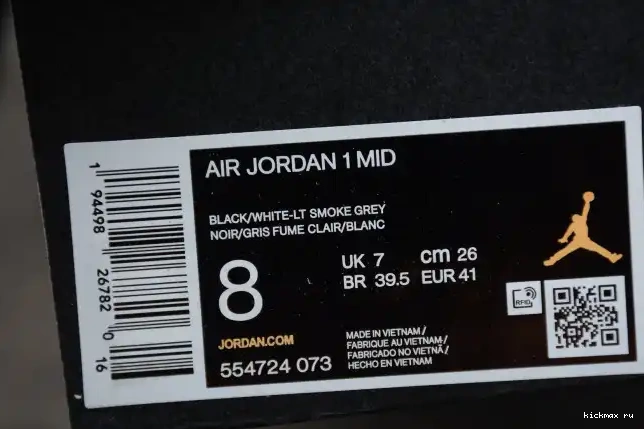 AIR JORDAN 1 MID
BLACK/WHITE-LT SMOKE GREY
NOIR/GRIS FUME CLAIR/BLANC
8
UK 7 cm 26
BR 39.5 EUR 41
JORDAN.COM
554724 073
MADE IN VIETNAM/
FABRIQUE AU VIETNAM/
FABRICADO NO VIETNÃ/
HECHO EN VIETNAM
RFID
1 94498 26782 0 16
kickmax ru